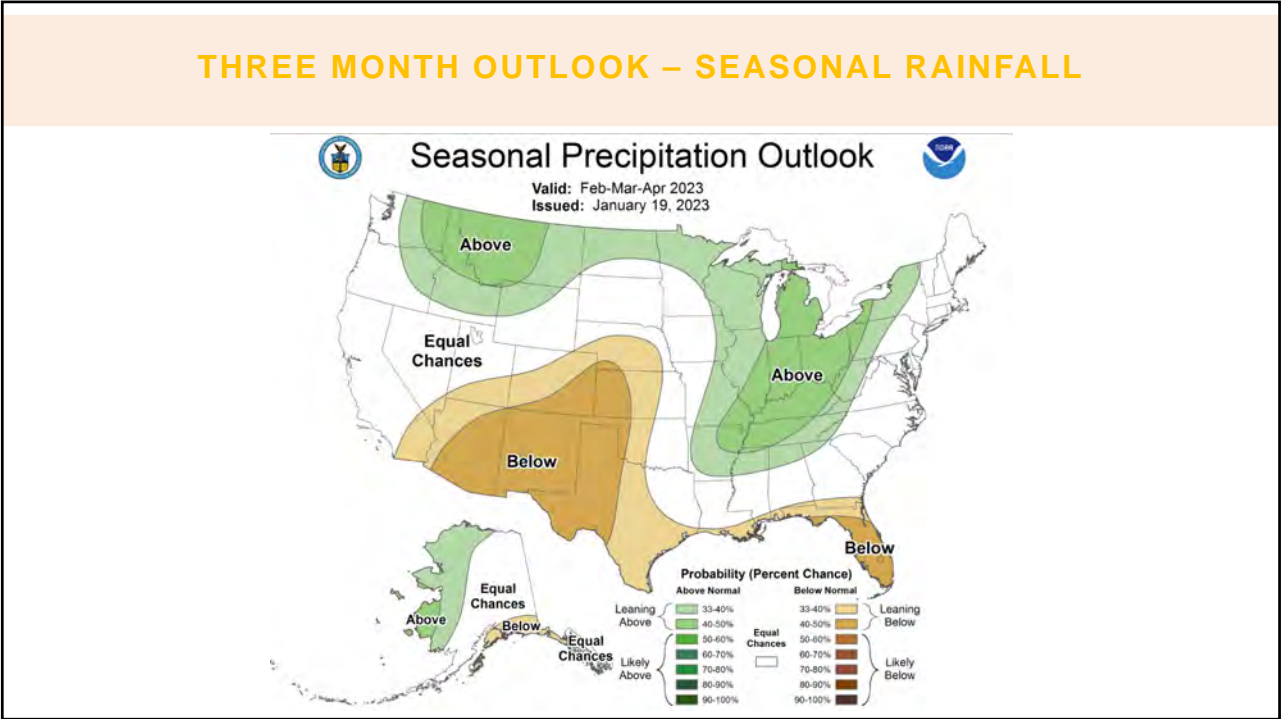 THREE MONTH OUTLOOK – SEASONAL RAINFALL
Seasonal Precipitation Outlook
NOAA
Valid: Feb-Mar-Apr 2023
Issued: January 19, 2023
Above
Equal
Chances
Above
Below
Below
Above
Equal
Chances
Below
Equal
Chances
Probability (Percent Chance)
Above Normal
Below Normal
Leaning
Above
33-40%
40-50%
50-60%
60-70%
70-80%
80-90%
90-100%
Likely
Above
Equal
Chances
33-40%
40-50%
50-60%
60-70%
70-80%
80-90%
90-100%
Leaning
Below
Likely
Below